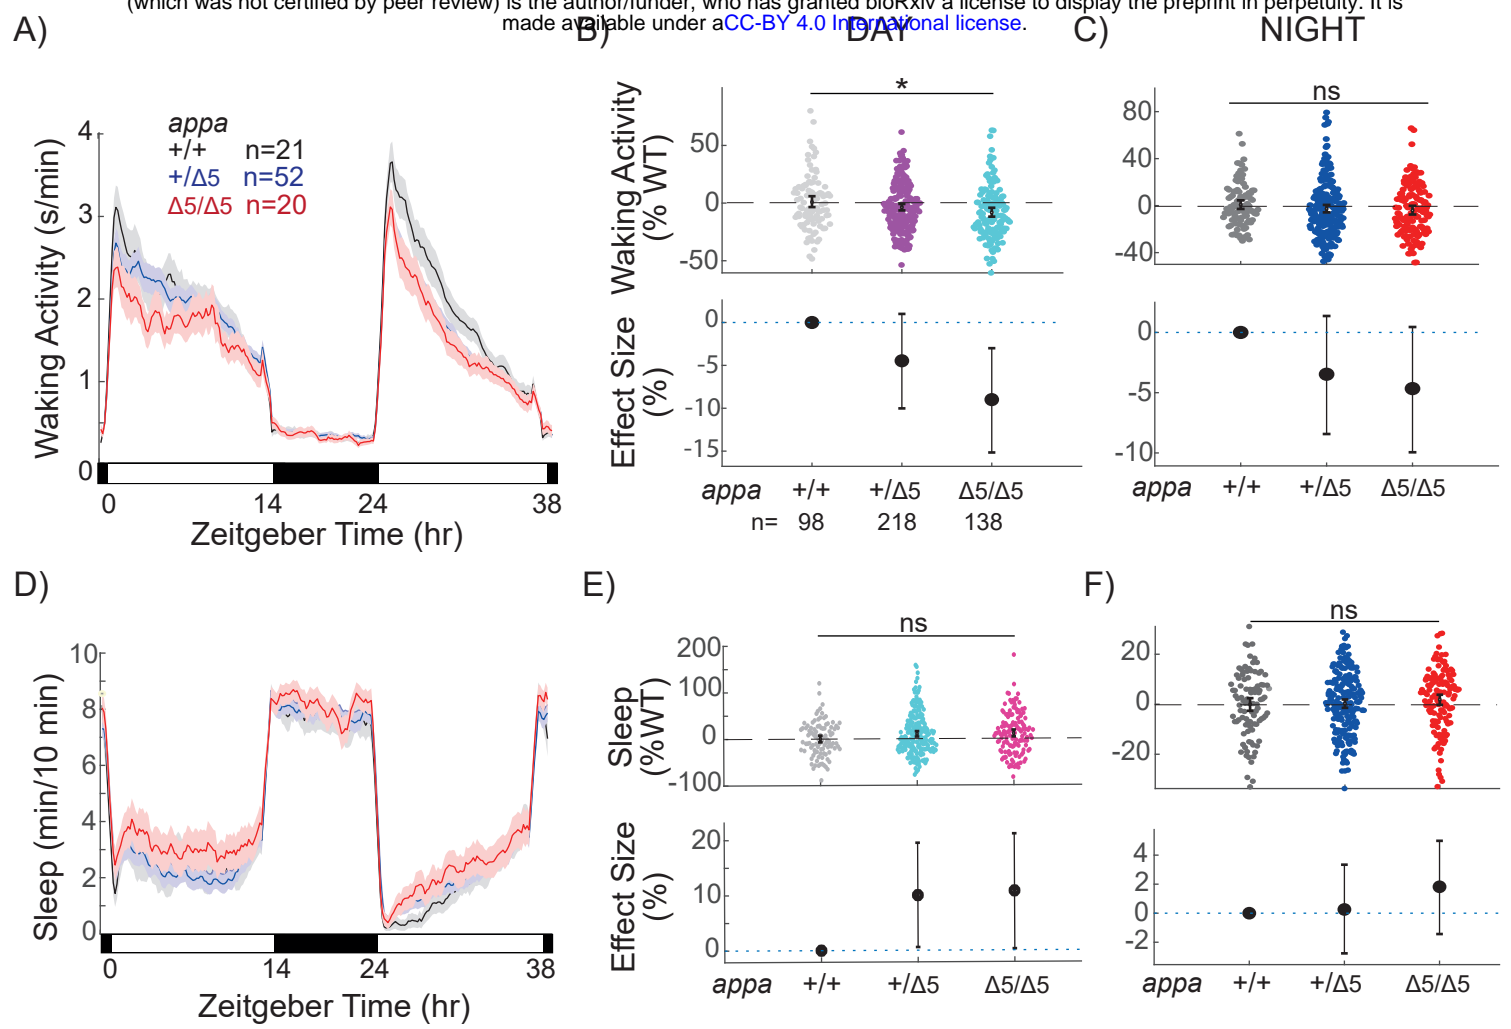 (which was not certified by peer review) is the author/funder, who has granted bioRxiv a license to display the preprint in perpetuity. It is
made available under aCC-BY 4.0 International license.
A)
appa
+/+ n=21
+/Δ5 n=52
Δ5/Δ5 n=20
Waking Activity (s/min)
4
3
2
1
0
0 14 24 38
Zeitgeber Time (hr)
B)
DAY
*
Waking Activity
(% WT)
50
0
-50
Effect Size
(%)
0
-5
-10
-15
appa +/+ +/Δ5 Δ5/Δ5
n= 98 218 138
C)
NIGHT
ns
80
40
0
-40
0
-5
-10
appa +/+ +/Δ5 Δ5/Δ5
D)
Sleep (min/10 min)
10
8
6
4
2
0
0 14 24 38
Zeitgeber Time (hr)
E)
ns
Sleep
(%WT)
200
100
0
-100
Effect Size
(%)
20
10
0
appa +/+ +/Δ5 Δ5/Δ5
F)
ns
20
0
-20
4
2
0
-2
appa +/+ +/Δ5 Δ5/Δ5